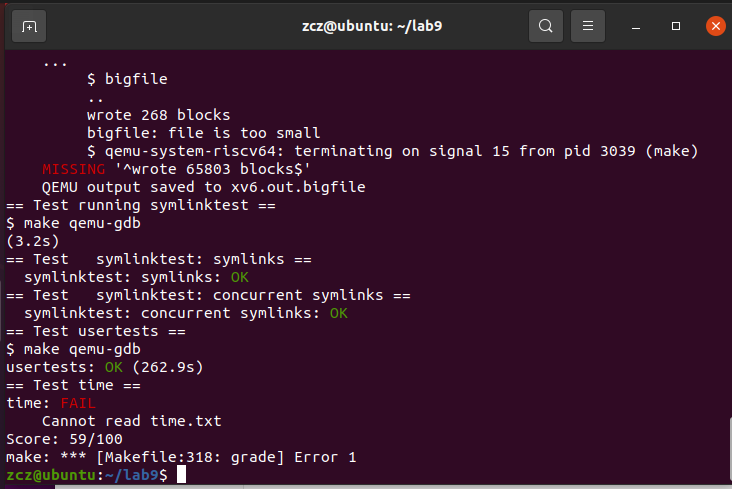 zcz@ubuntu: ~/lab9
...
$ bigfile
..
wrote 268 blocks
bigfile: file is too small
$ qemu-system-riscv64: terminating on signal 15 from pid 3039 (make)
MISSING '^wrote 65803 blocks$'
QEMU output saved to xv6.out.bigfile
== Test running symlinktest ==
$ make qemu-gdb
(3.2s)
== Test   symlinktest: symlinks ==
symlinktest: symlinks: OK
== Test   symlinktest: concurrent symlinks ==
symlinktest: concurrent symlinks: OK
== Test usertests ==
$ make qemu-gdb
usertests: OK (262.9s)
== Test time ==
time: FAIL
Cannot read time.txt
Score: 59/100
make: *** [Makefile:318: grade] Error 1
zcz@ubuntu:~/lab9$